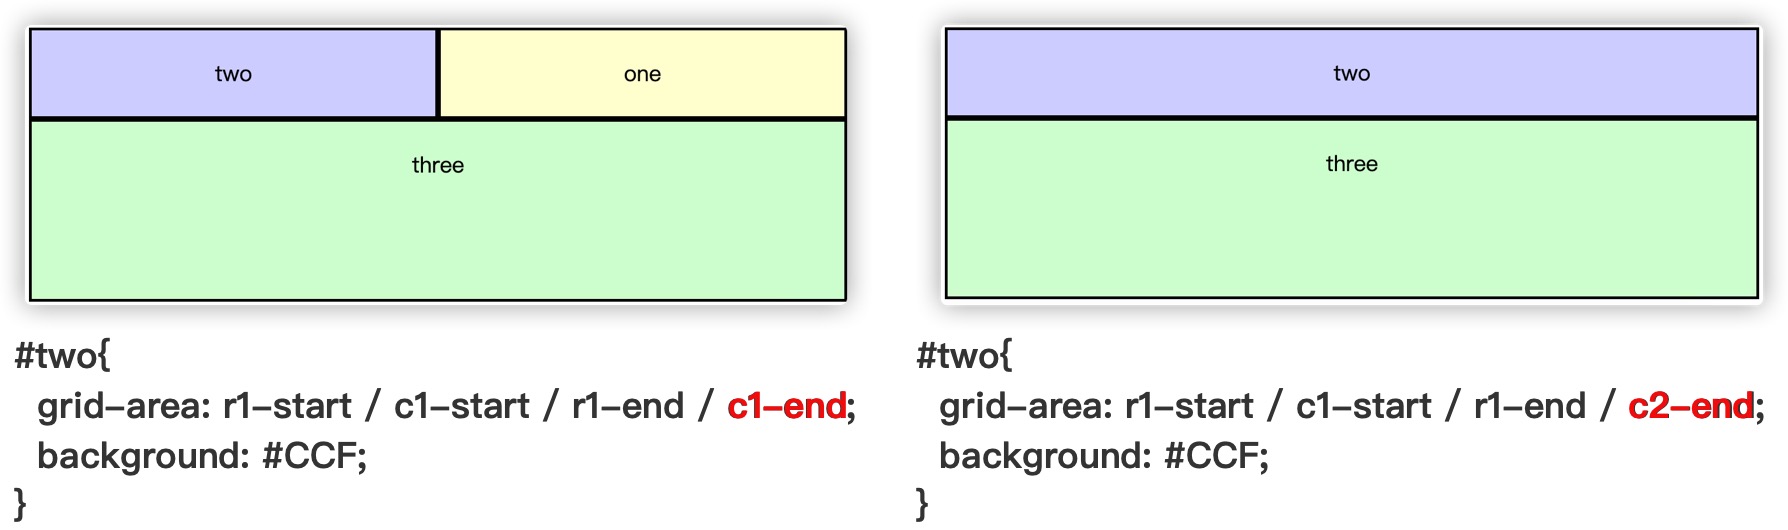 two
one
three
#two{
grid-area: r1-start / c1-start / r1-end / c1-end;
background: #CCF;
}
two
three
#two{
grid-area: r1-start / c1-start / r1-end / c2-end;
background: #CCF;
}